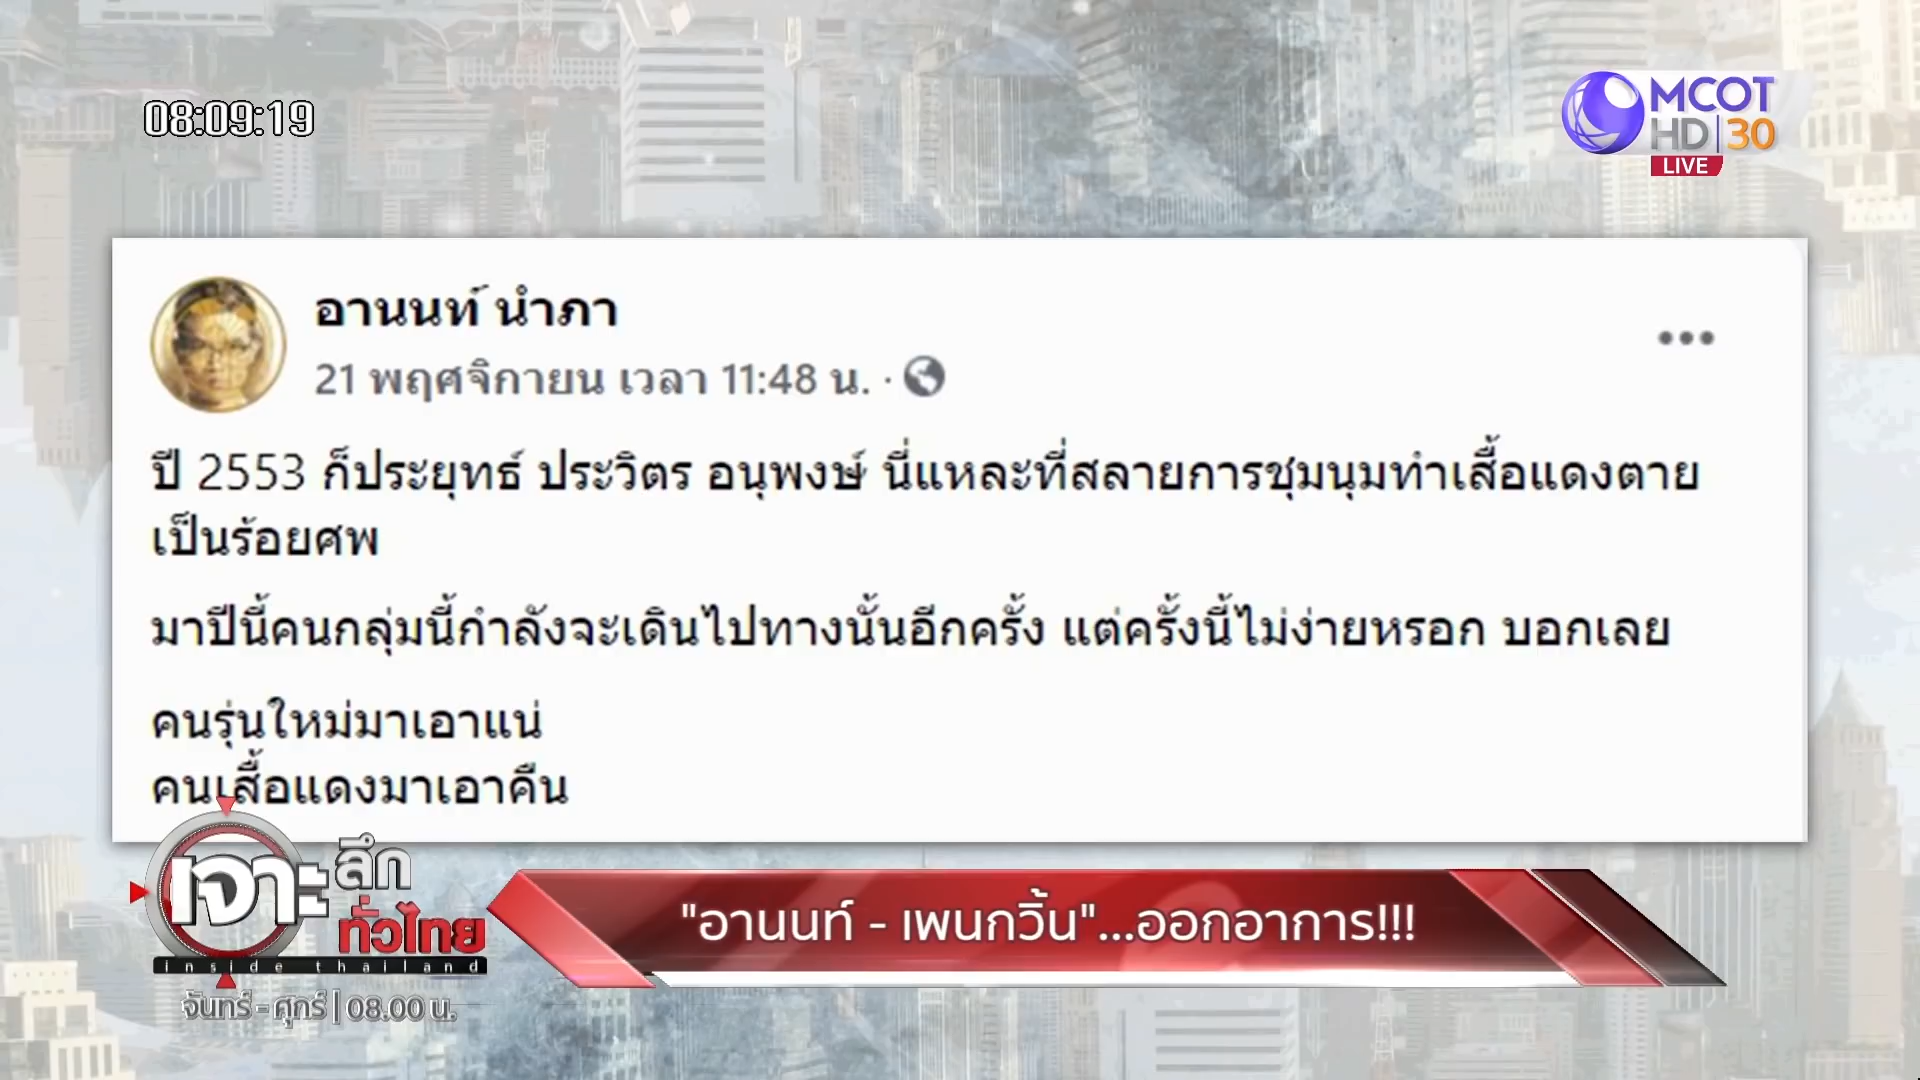 08:09:19
MCOT
HD 30
LIVE
อานนท์ นำภา
21 พฤศจิกายน เวลา 11:48 น. ·
ปี 2553 ก็ประยุทธ์ ประวิตร อนุพงษ์ นี่แหละที่สลายการชุมนุมทำเสื้อแดงตาย
เป็นร้อยศพ
มาปีนี้คนกลุ่มนี้กำลังจะเดินไปทางนั้นอีกครั้ง แต่ครั้งนี้ไม่ง่ายหรอก บอกเลย
คนรุ่นใหม่มาเอาแน่
คนเสื้อแดงมาเอาคืน
เจาะลึก
ทั่วไทย
inside thailand
จันทร์ - ศุกร์ | 08.00 น.
"อานนท์ - เพนกวิ้น"...ออกอาการ!!!